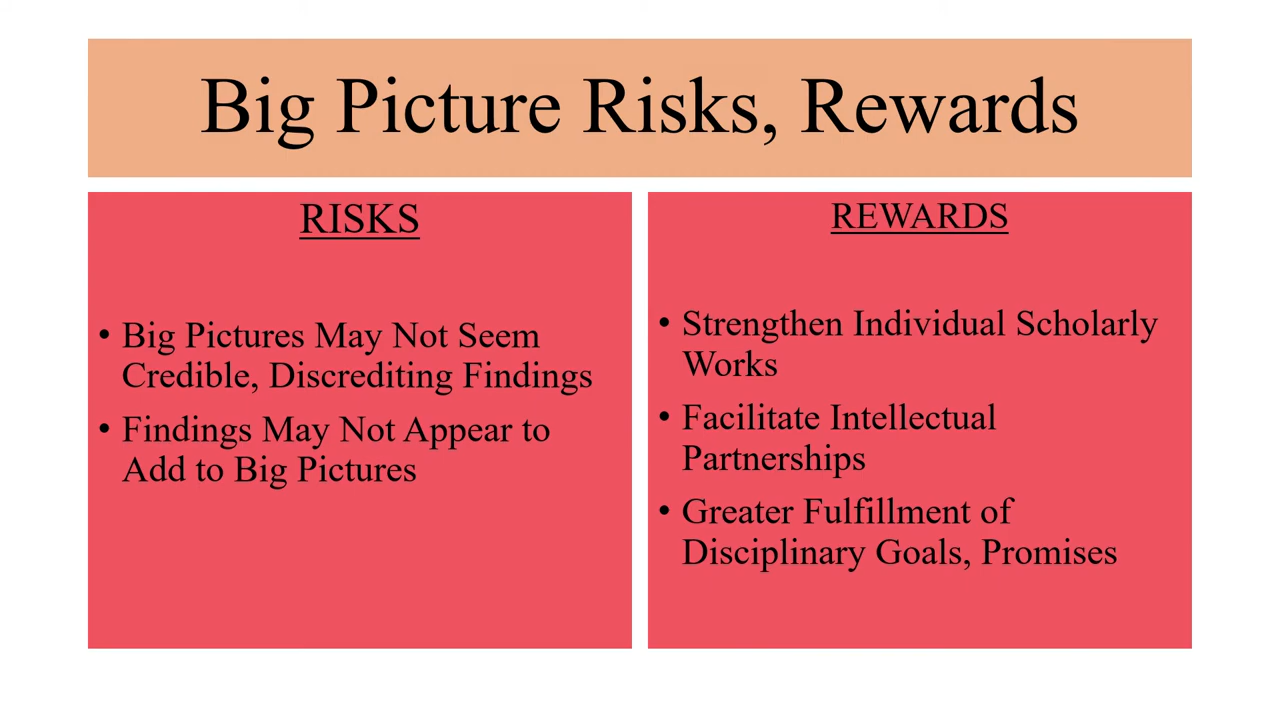 Big Picture Risks, Rewards
RISKS
• Big Pictures May Not Seem
Credible, Discrediting Findings
• Findings May Not Appear to
Add to Big Pictures
REWARDS
• Strengthen Individual Scholarly
Works
• Facilitate Intellectual
Partnerships
• Greater Fulfillment of
Disciplinary Goals, Promises